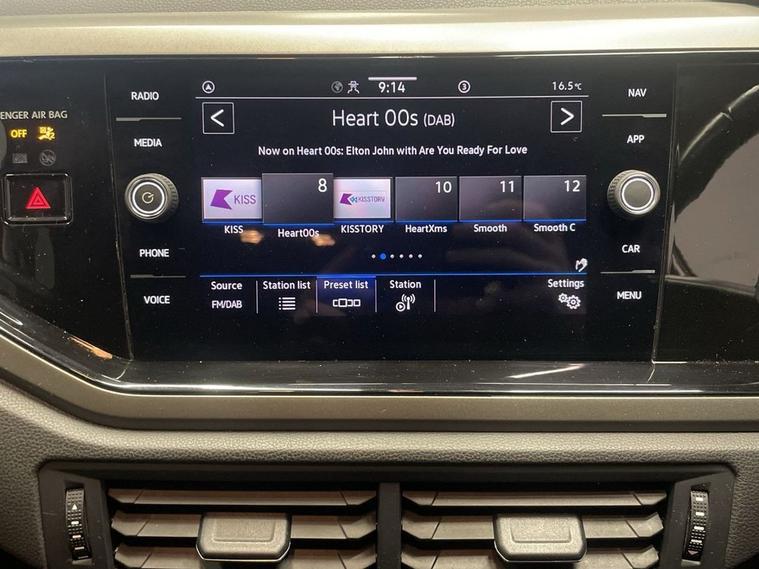 RADIO
MEDIA
PHONE
VOICE
ENGER AIR BAG
OFF
9:14
3
16.5°C
Heart 00s (DAB)
Now on Heart 00s: Elton John with Are You Ready For Love
KISS
8
KISSTORY
10
11
12
KISS
Heart00s
KISSTORY
HeartXms
Smooth
Smooth C
Source
Station list
Preset list
Station
Settings
FM/DAB
NAV
APP
CAR
MENU